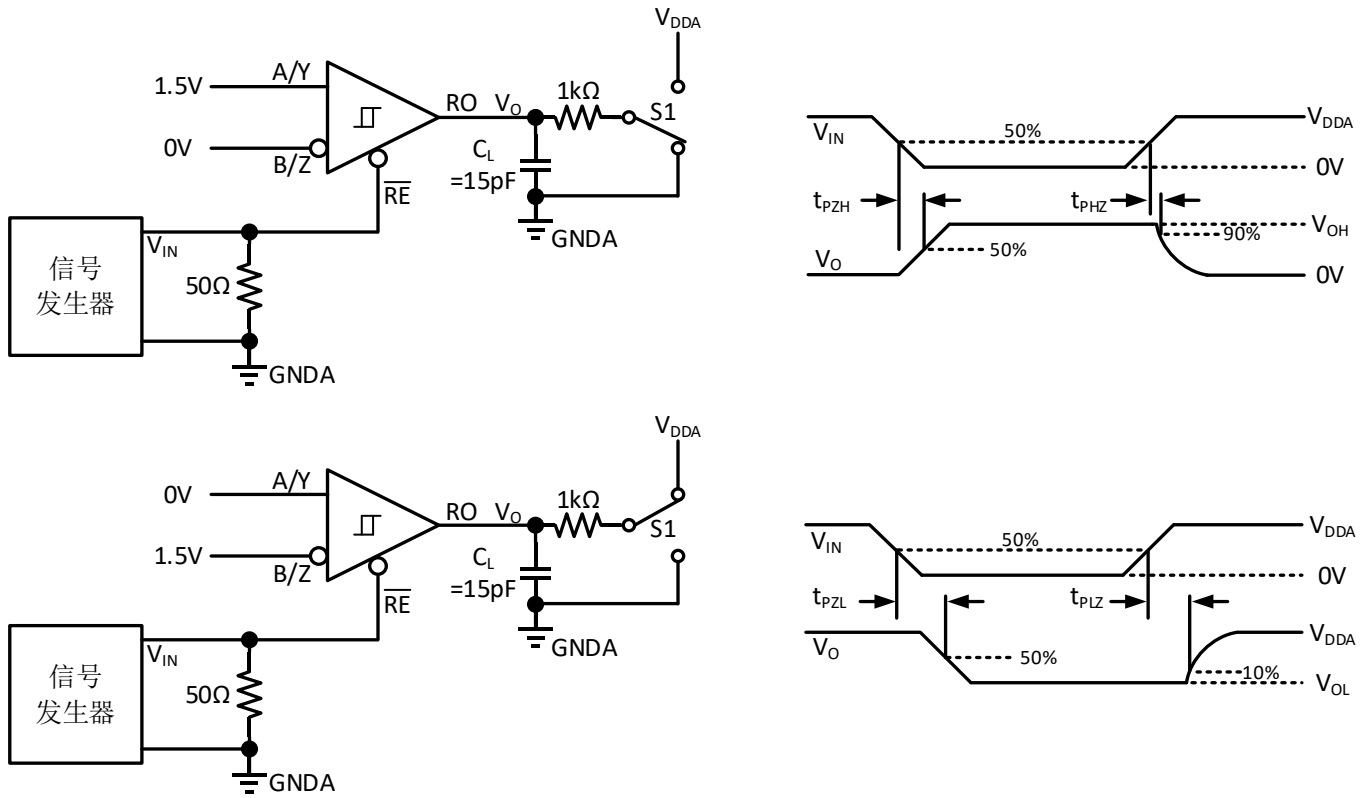 V_DDA
1.5V
A/Y
RO
V_O
1kΩ
S1
0V
B/Z
R̅E̅
C_L
=15pF
GNDA
信号
发生器
V_IN
50Ω
GNDA
V_IN
50%
V_DDA
0V
t_PZH
t_PHZ
V_OH
90%
V_O
50%
0V
V_DDA
0V
A/Y
RO
V_O
1kΩ
S1
1.5V
B/Z
R̅E̅
C_L
=15pF
GNDA
信号
发生器
V_IN
50Ω
GNDA
V_IN
50%
V_DDA
0V
t_PZL
t_PLZ
V_O
50%
V_DDA
10%
V_OL